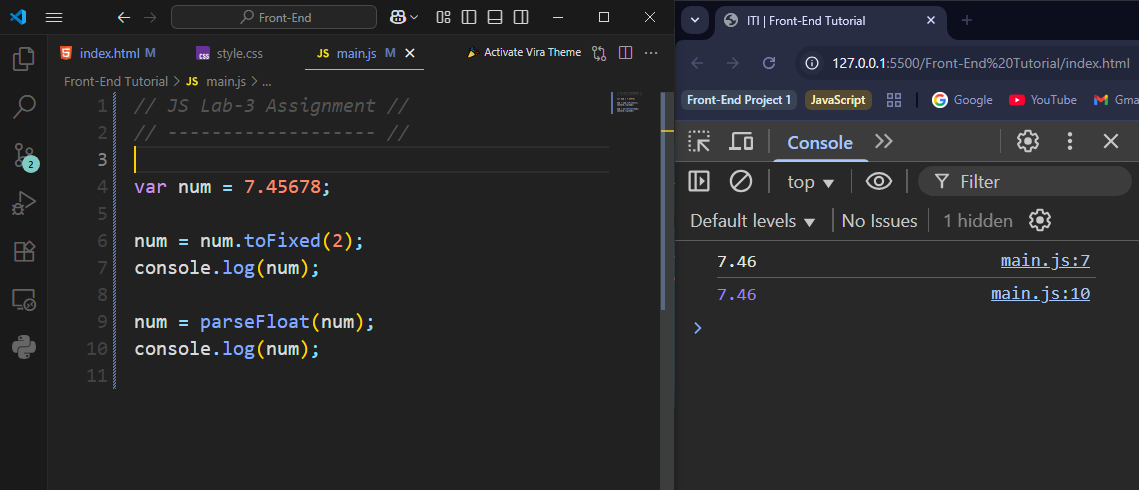 Front-End
index.html M
style.css
JS main.js M
Activate Vira Theme
Front-End Tutorial > JS main.js > ...
1 // JS Lab-3 Assignment //
2 // ------------------- //
3
4 var num = 7.45678;
5
6 num = num.toFixed(2);
7 console.log(num);
8
9 num = parseFloat(num);
10 console.log(num);
11
2
ITI | Front-End Tutorial
127.0.0.1:5500/Front-End%20Tutorial/index.html
Front-End Project 1 JavaScript Google YouTube Gma
Console
top
Filter
Default levels No Issues 1 hidden
7.46 main.js:7
7.46 main.js:10